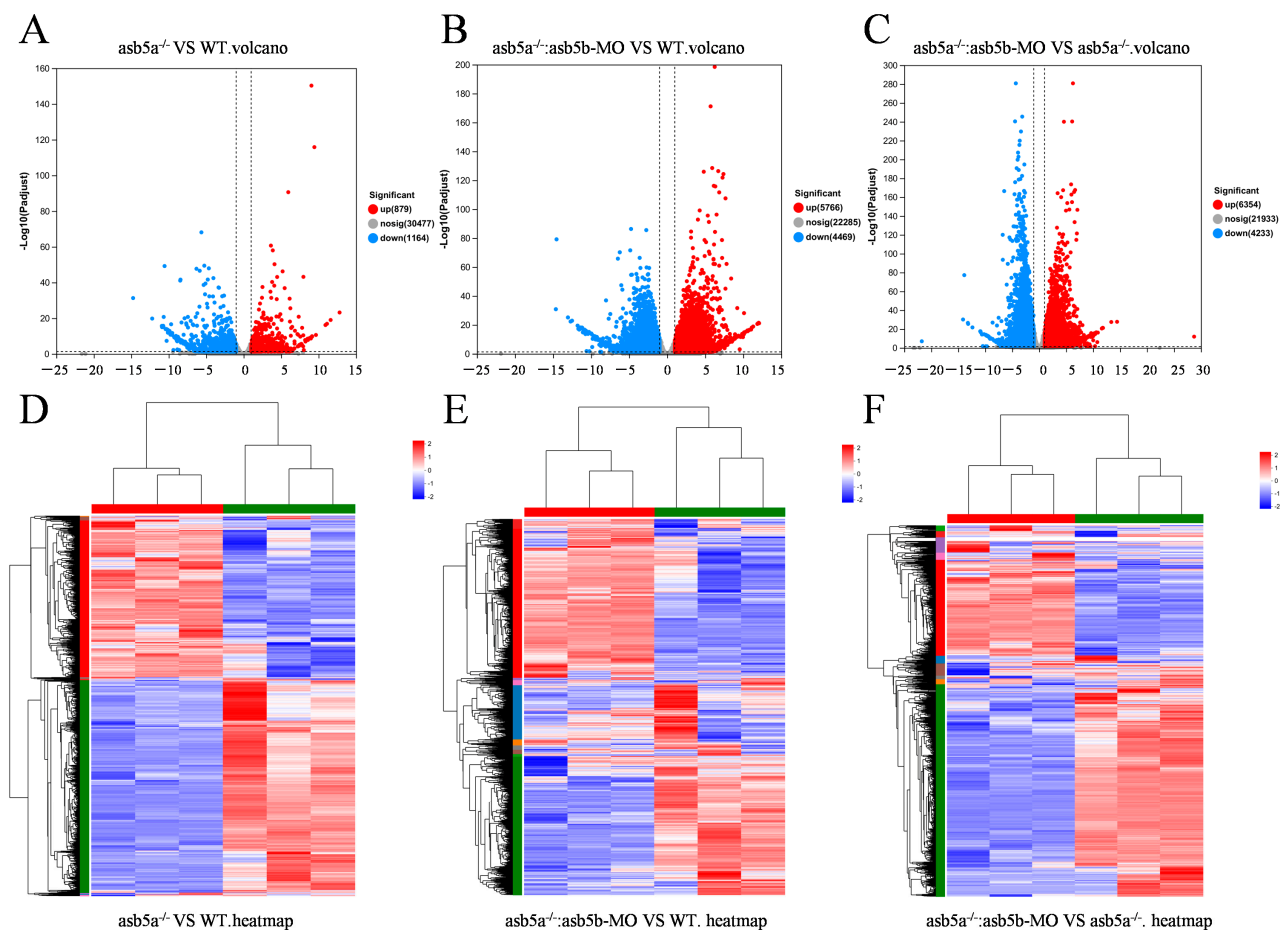 A
asb5a-/- VS WT.volcano
-Log10(Padjust)
160
140
120
100
80
60
40
20
0
−25 −20 −15 −10 −5 0 5 10 15
Significant
up(879)
nosig(30477)
down(1164)
B
asb5a-/-:asb5b-MO VS WT.volcano
-Log10(Padjust)
200
180
160
140
120
100
80
60
40
20
0
−25 −20 −15 −10 −5 0 5 10 15
Significant
up(5766)
nosig(22285)
down(4469)
C
asb5a-/-:asb5b-MO VS asb5a-/-.volcano
-Log10(Padjust)
300
280
260
240
220
200
180
160
140
120
100
80
60
40
20
0
−25 −20 −15 −10 −5 0 5 10 15 20 25 30
Significant
up(6354)
nosig(21933)
down(4233)
D
2
1
0
-1
-2
asb5a-/- VS WT.heatmap
E
2
1
0
-1
-2
asb5a-/-:asb5b-MO VS WT. heatmap
F
2
1
0
-1
-2
asb5a-/-:asb5b-MO VS asb5a-/-. heatmap